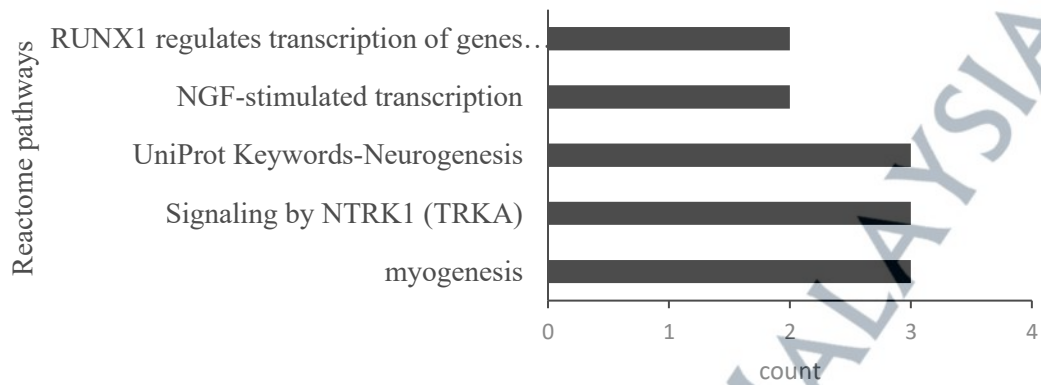 Reactome pathways
RUNX1 regulates transcription of genes…
NGF-stimulated transcription
UniProt Keywords-Neurogenesis
Signaling by NTRK1 (TRKA)
myogenesis
0 1 2 3 4
count
ALAYSIA